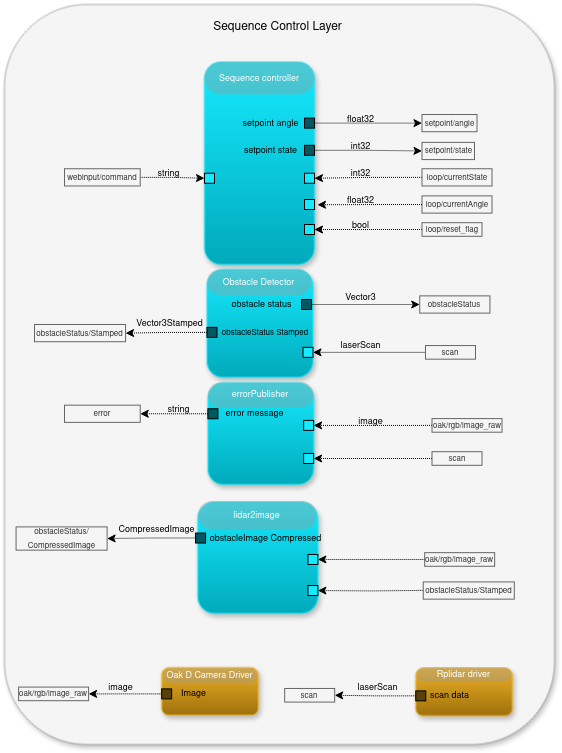 Sequence Control Layer
Sequence controller
setpoint angle
float32
setpoint/angle
setpoint state
int32
setpoint/state
webinput/command
string
int32
loop/currentState
float32
loop/currentAngle
bool
loop/reset_flag
Obstacle Detector
obstacle status
Vector3
obstacleStatus
obstacleStatus/Stamped
Vector3Stamped
obstacleStatus Stamped
laserScan
scan
errorPublisher
error
string
error message
image
oak/rgb/image_raw
scan
lidar2image
obstacleStatus/
CompressedImage
CompressedImage
obstacleImage Compressed
oak/rgb/image_raw
obstacleStatus/Stamped
Oak D Camera Driver
oak/rgb/image_raw
image
Image
Rplidar driver
scan
laserScan
scan data